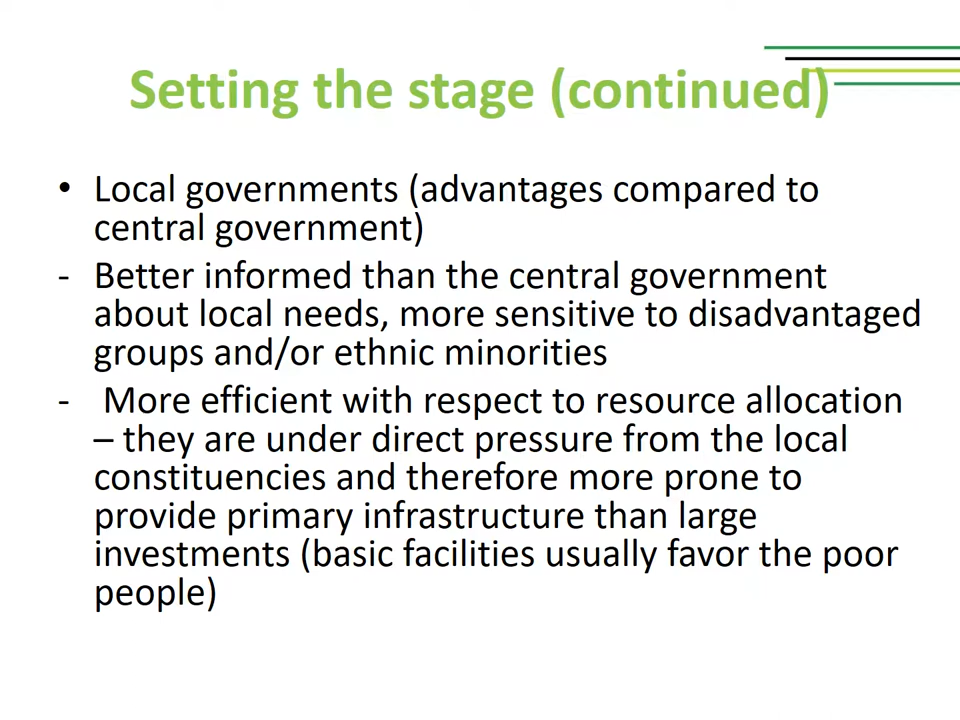 Setting the stage (continued)
• Local governments (advantages compared to
central government)
- Better informed than the central government
about local needs, more sensitive to disadvantaged
groups and/or ethnic minorities
- More efficient with respect to resource allocation
– they are under direct pressure from the local
constituencies and therefore more prone to
provide primary infrastructure than large
investments (basic facilities usually favor the poor
people)